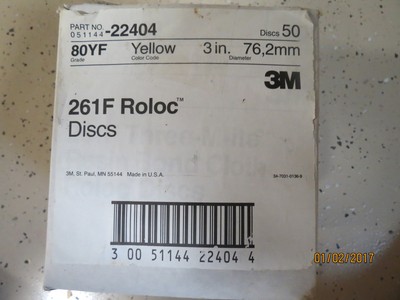 PART NO. 051144-22404 Discs 50
80YF Yellow 3 in. 76,2mm
Grade Color Code Diameter
3M
261F Roloc™
Discs
3M, St. Paul, MN 55144 Made in U.S.A.
3 00 51144 22404 4
01/02/2017